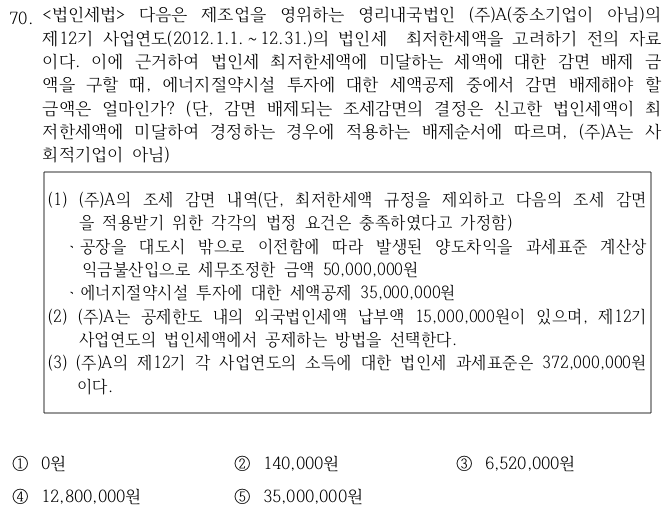 70. <법인세법> 다음은 제조업을 영위하는 영리내국법인 (주)A(중소기업이 아님)의
제12기 사업연도(2012.1.1. ~ 12.31.)의 법인세 최저한세액을 고려하기 전의 자료
이다. 이에 근거하여 법인세 최저한세액에 미달하는 세액에 대한 감면 배제 금
액을 구할 때, 에너지절약시설 투자에 대한 세액공제 중에서 감면 배제해야 할
금액은 얼마인가? (단, 감면 배제되는 조세감면의 결정은 신고한 법인세액이 최
저한세액에 미달하여 경정하는 경우에 적용하는 배제순서에 따르며, (주)A는 사
회적기업이 아님)
(1) (주)A의 조세 감면 내역(단, 최저한세액 규정을 제외하고 다음의 조세 감면
을 적용받기 위한 각각의 법정 요건은 충족하였다고 가정함)
、공장을 대도시 밖으로 이전함에 따라 발생된 양도차익을 과세표준 계산상
익금불산입으로 세무조정한 금액 50,000,000원
、에너지절약시설 투자에 대한 세액공제 35,000,000원
(2) (주)A는 공제한도 내의 외국법인세액 납부액 15,000,000원이 있으며, 제12기
사업연도의 법인세액에서 공제하는 방법을 선택한다.
(3) (주)A의 제12기 각 사업연도의 소득에 대한 법인세 과세표준은 372,000,000원
이다.
① 0원 ② 140,000원 ③ 6,520,000원
④ 12,800,000원 ⑤ 35,000,000원